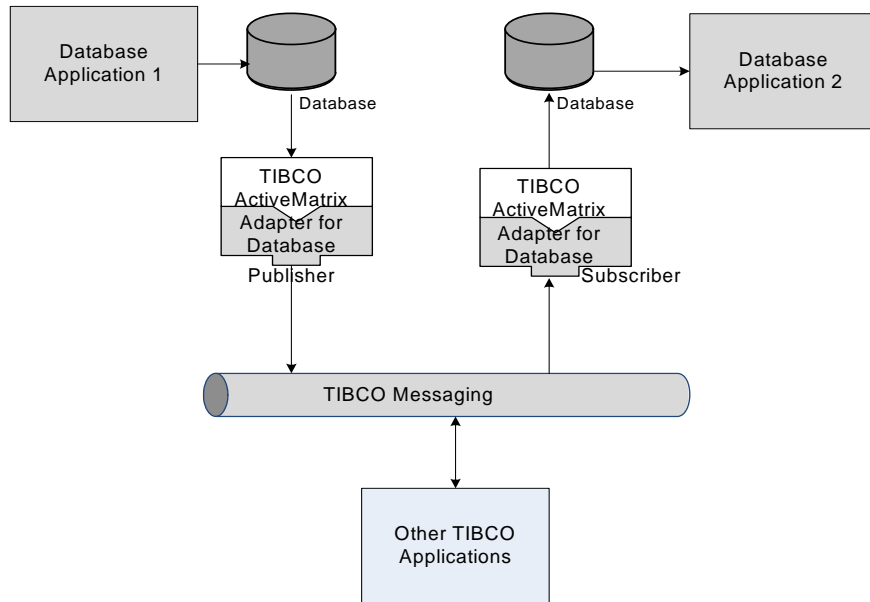 Database
Application 1
Database
TIBCO
ActiveMatrix
Adapter for
Database
Publisher
Database
Database
Application 2
TIBCO
ActiveMatrix
Adapter for
Database
Subscriber
TIBCO Messaging
Other TIBCO
Applications